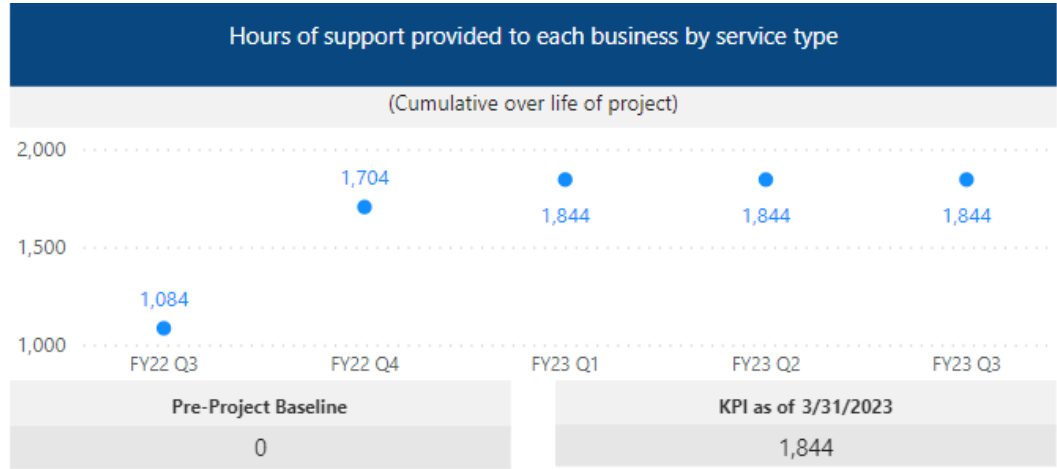 Hours of support provided to each business by service type
(Cumulative over life of project)
2,000
1,704
1,844
1,844
1,844
1,500
1,084
1,000
FY22 Q3
FY22 Q4
FY23 Q1
FY23 Q2
FY23 Q3
Pre-Project Baseline
KPI as of 3/31/2023
0
1,844